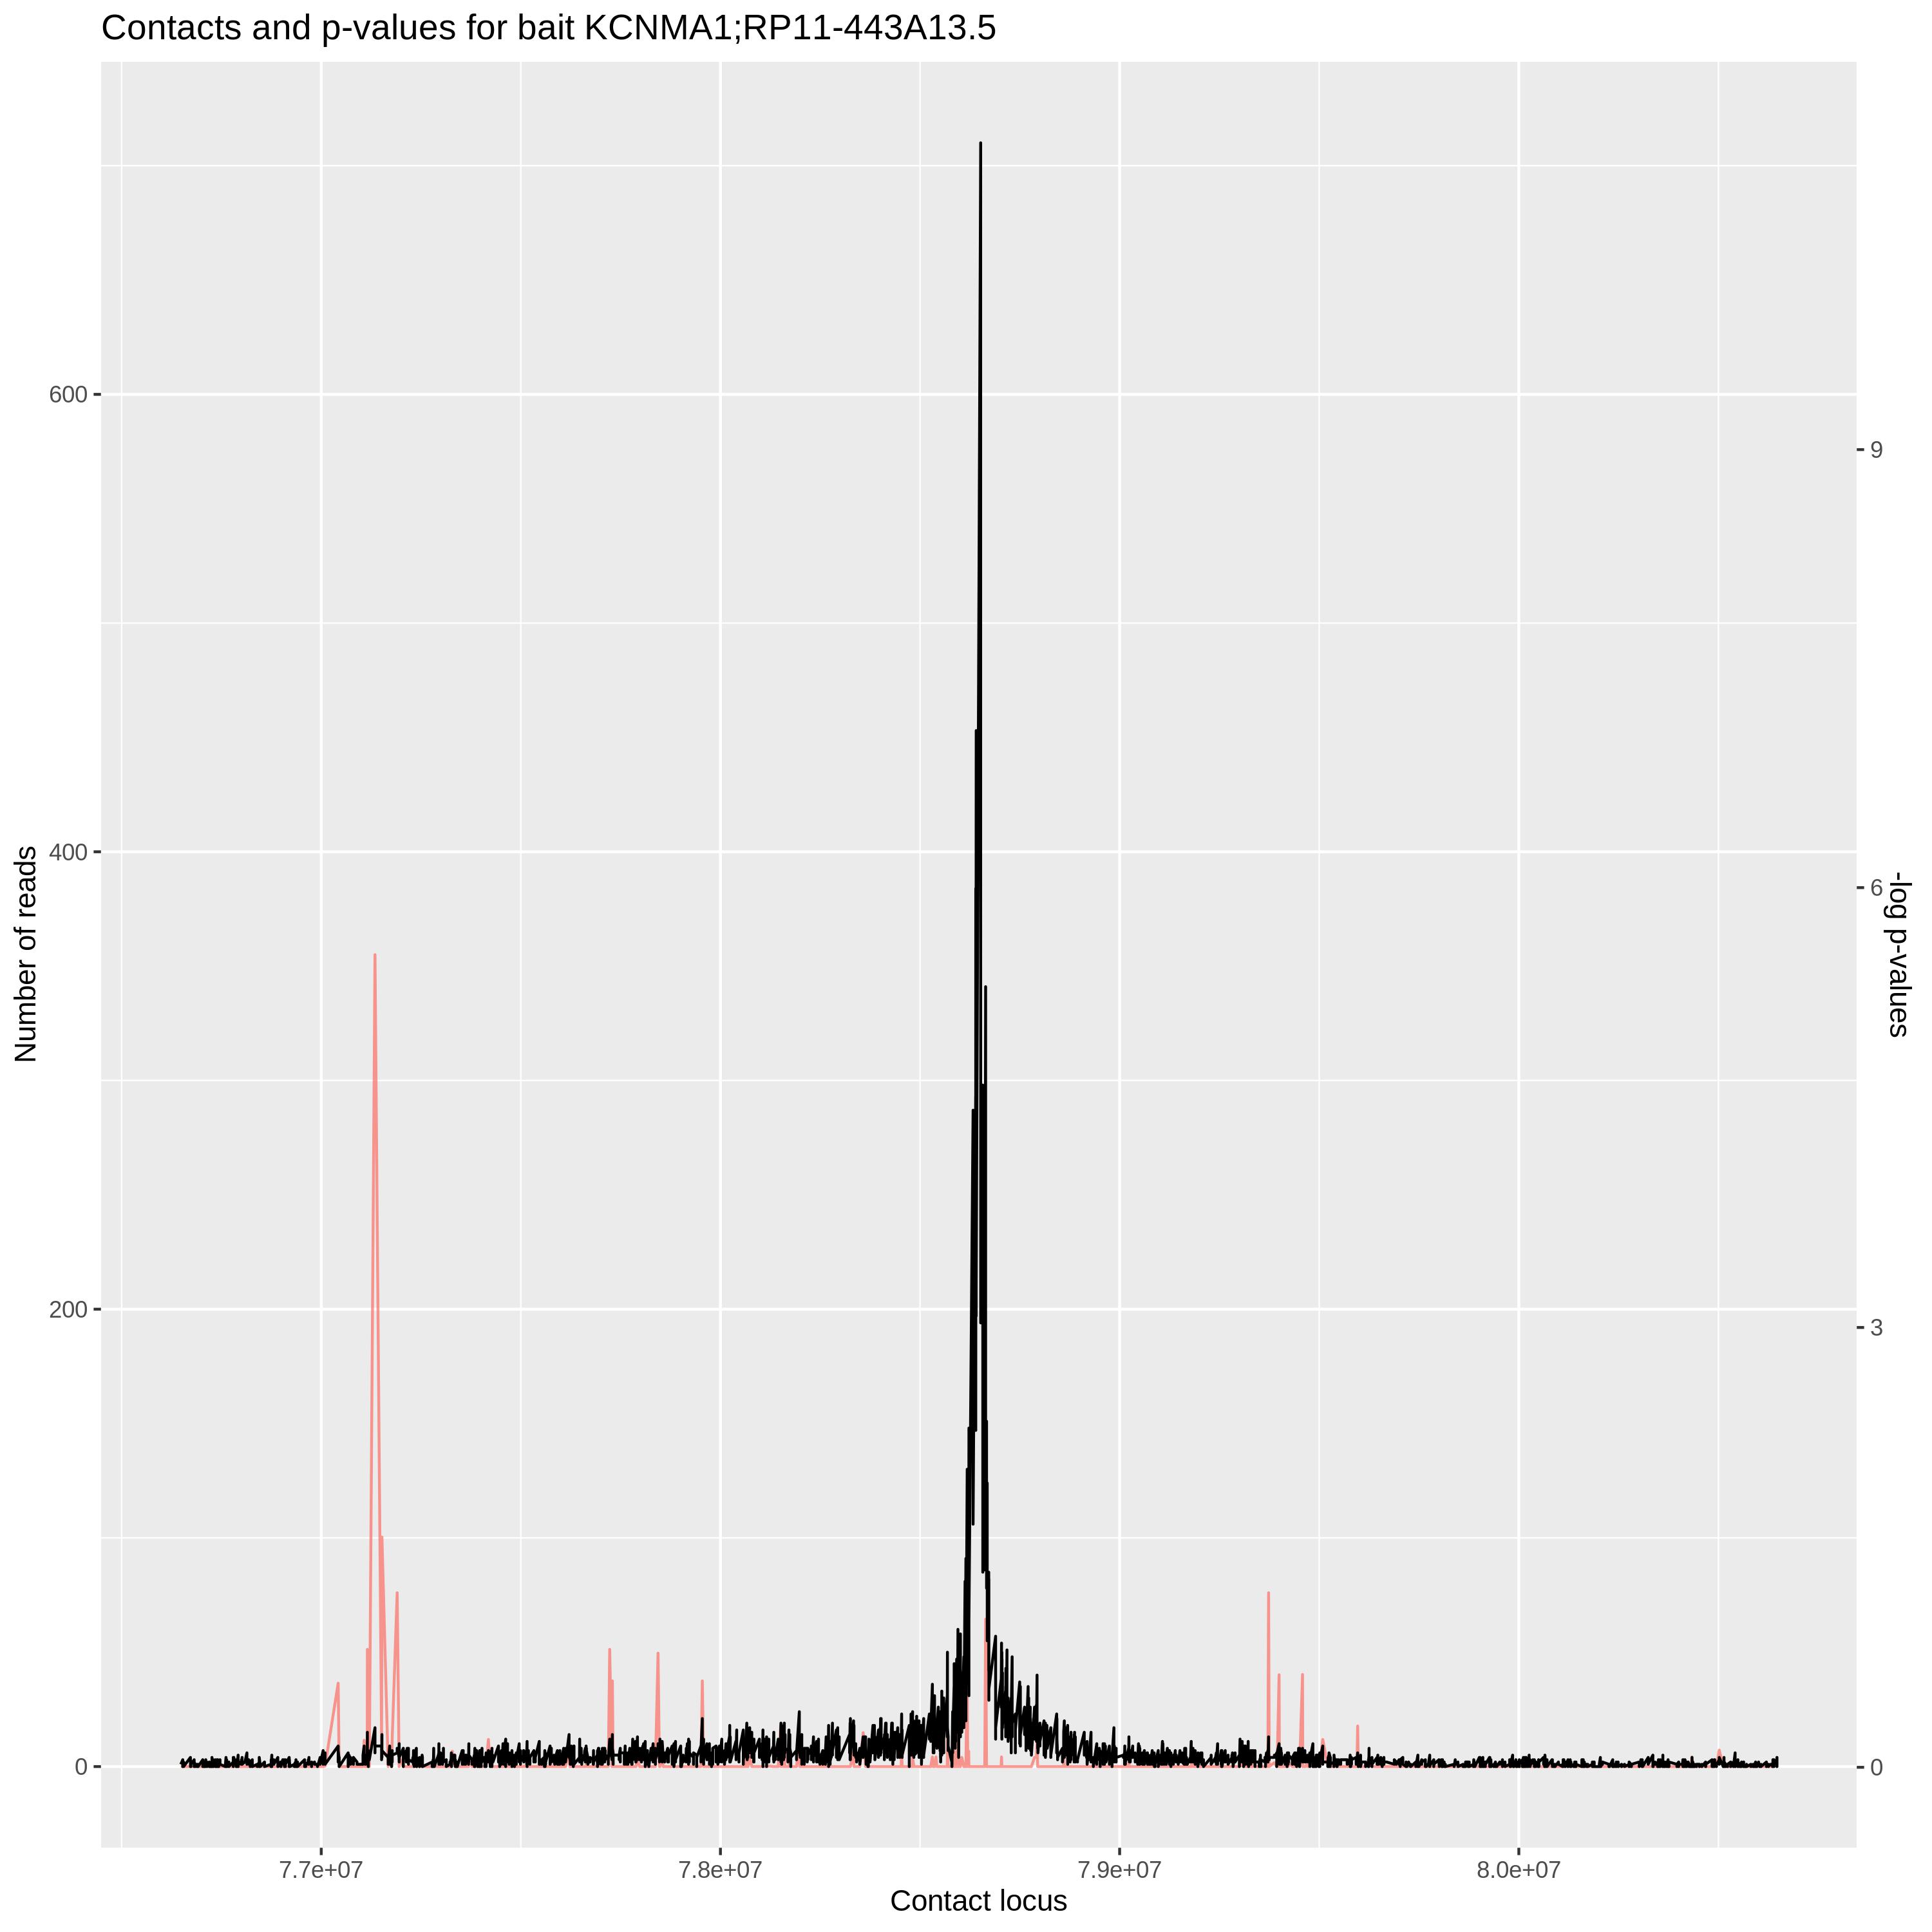 Contacts and p-values for bait KCNMA1;RP11-443A13.5
Number of reads
600
400
200
0
9
6
3
0
-log p-values
7.7e+07 7.8e+07 7.9e+07 8.0e+07
Contact locus